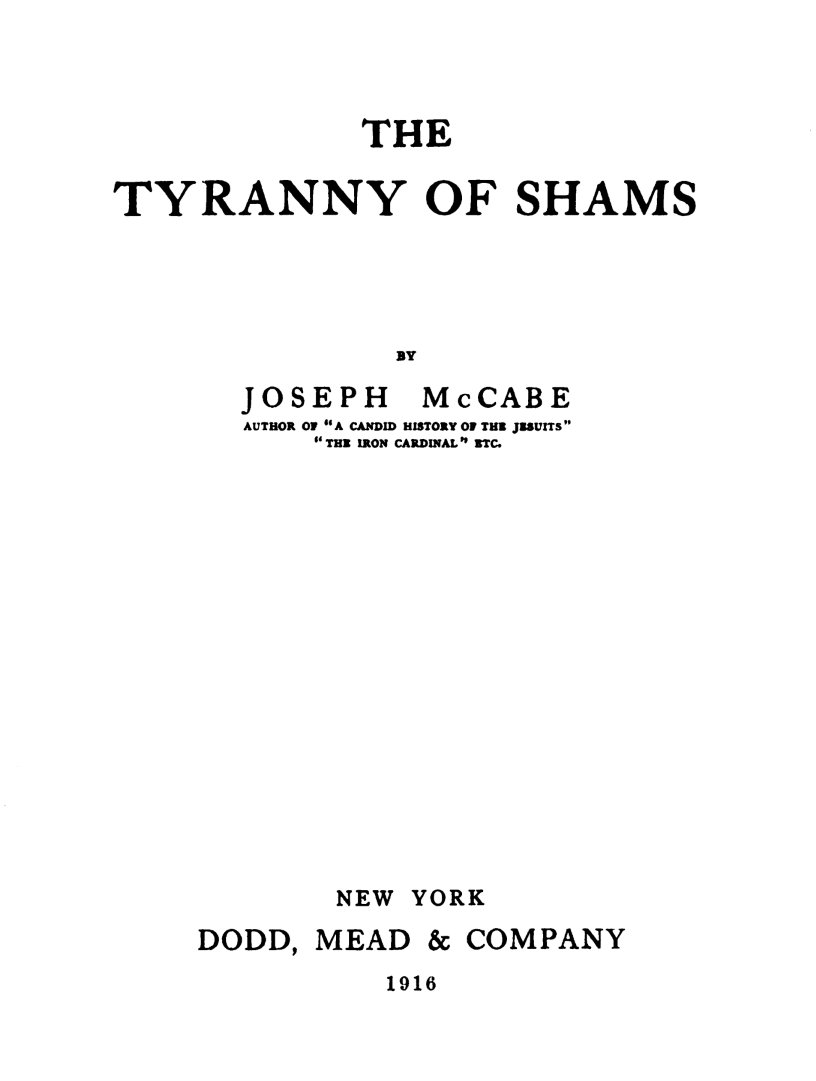 THE
TYRANNY OF SHAMS
BY
JOSEPH McCABE
AUTHOR OF "A CANDID HISTORY OF THE JESUITS"
"THE IRON CARDINAL" ETC.
NEW YORK
DODD, MEAD & COMPANY
1916